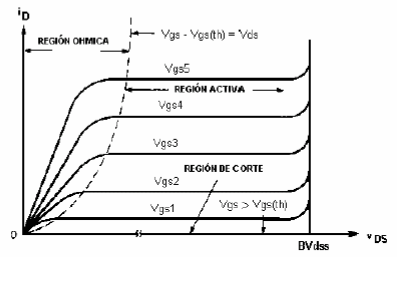 iD
REGIÓN OHMICA
Vgs - Vgs(th) = Vds
Vgs5
REGIÓN ACTIVA
Vgs4
Vgs3
REGIÓN DE CORTE
Vgs2
Vgs1
Vgs > Vgs(th)
0
BVdss
vDS